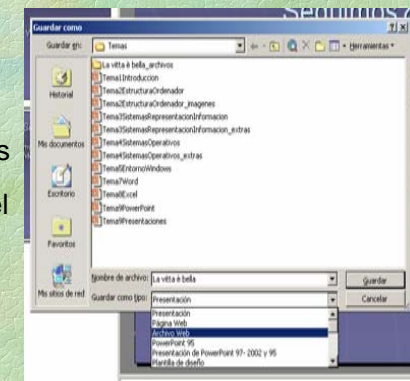 Seguimos
Guardar como
Guardar en: Temas Herramientas
La vitta è bella_archivos
Tema1Introduccion
Tema2EstructuraOrdenador
Tema2EstructuraOrdenador_imagenes
Tema3SistemasRepresentacionInformacion
Tema3SistemasRepresentacionInformacion_extras
Tema4SistemasOperativos
Tema4SistemasOperativos_extras
Tema5EntornoWindows
Tema7Word
Tema8Excel
Tema9PowerPoint
Tema9Presentaciones
Historial
Mis documentos
Escritorio
Favoritos
Mis sitios de red
s
el
Nombre de archivo: La vitta è bella Guardar
Guardar como tipo: Presentación Cancelar
Presentación
Página Web
Archivo Web
PowerPoint 95
Presentación de PowerPoint 97- 2002 y 95
Plantilla de diseño